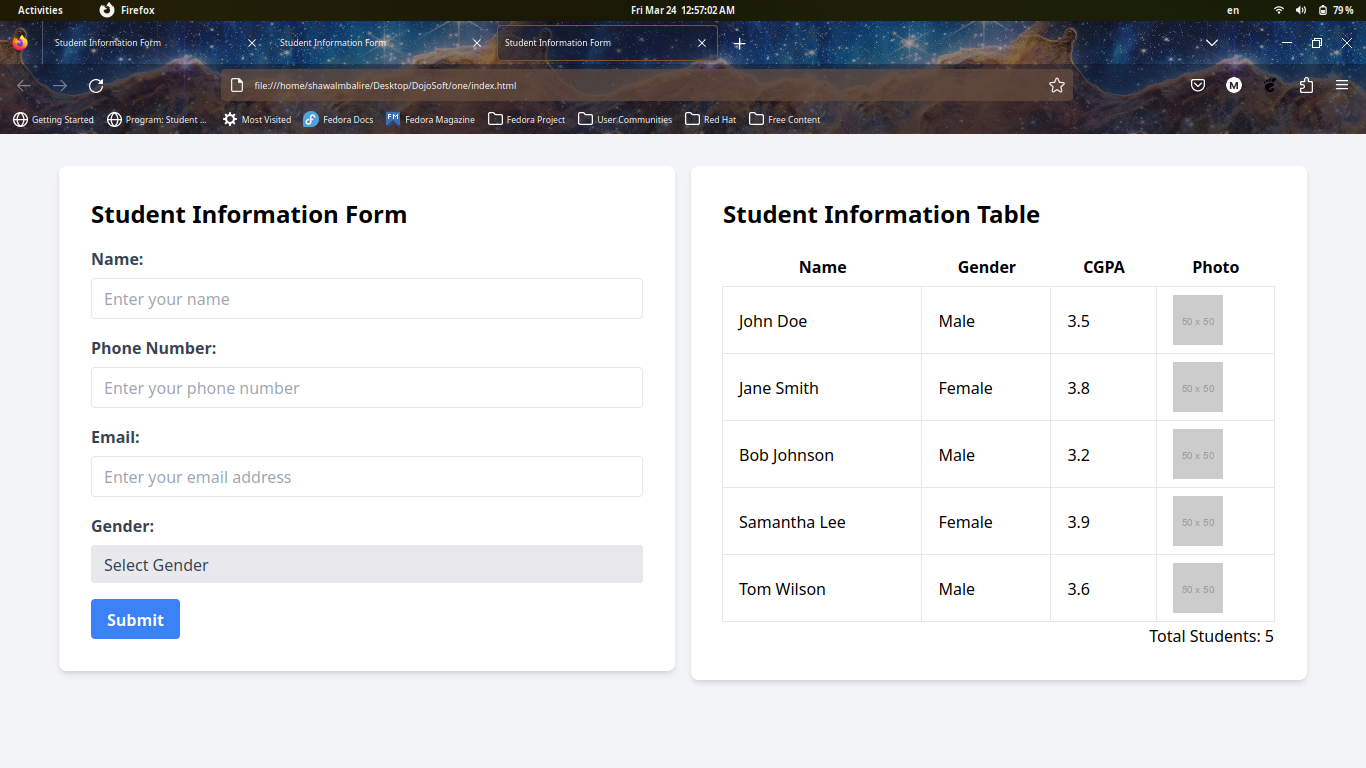 Activities Firefox Fri Mar 24 12:57:02 AM en 79 %
Student Information Form Student Information Form Student Information Form
file:///home/shawalmbalire/Desktop/DojoSoft/one/index.html M
Getting Started Program: Student ... Most Visited Fedora Docs FM Fedora Magazine Fedora Project User Communities Red Hat Free Content
Student Information Form
Name:
Enter your name
Phone Number:
Enter your phone number
Email:
Enter your email address
Gender:
Select Gender
Submit
Student Information Table
Name Gender CGPA Photo
John Doe Male 3.5 50 x 50
Jane Smith Female 3.8 50 x 50
Bob Johnson Male 3.2 50 x 50
Samantha Lee Female 3.9 50 x 50
Tom Wilson Male 3.6 50 x 50
Total Students: 5